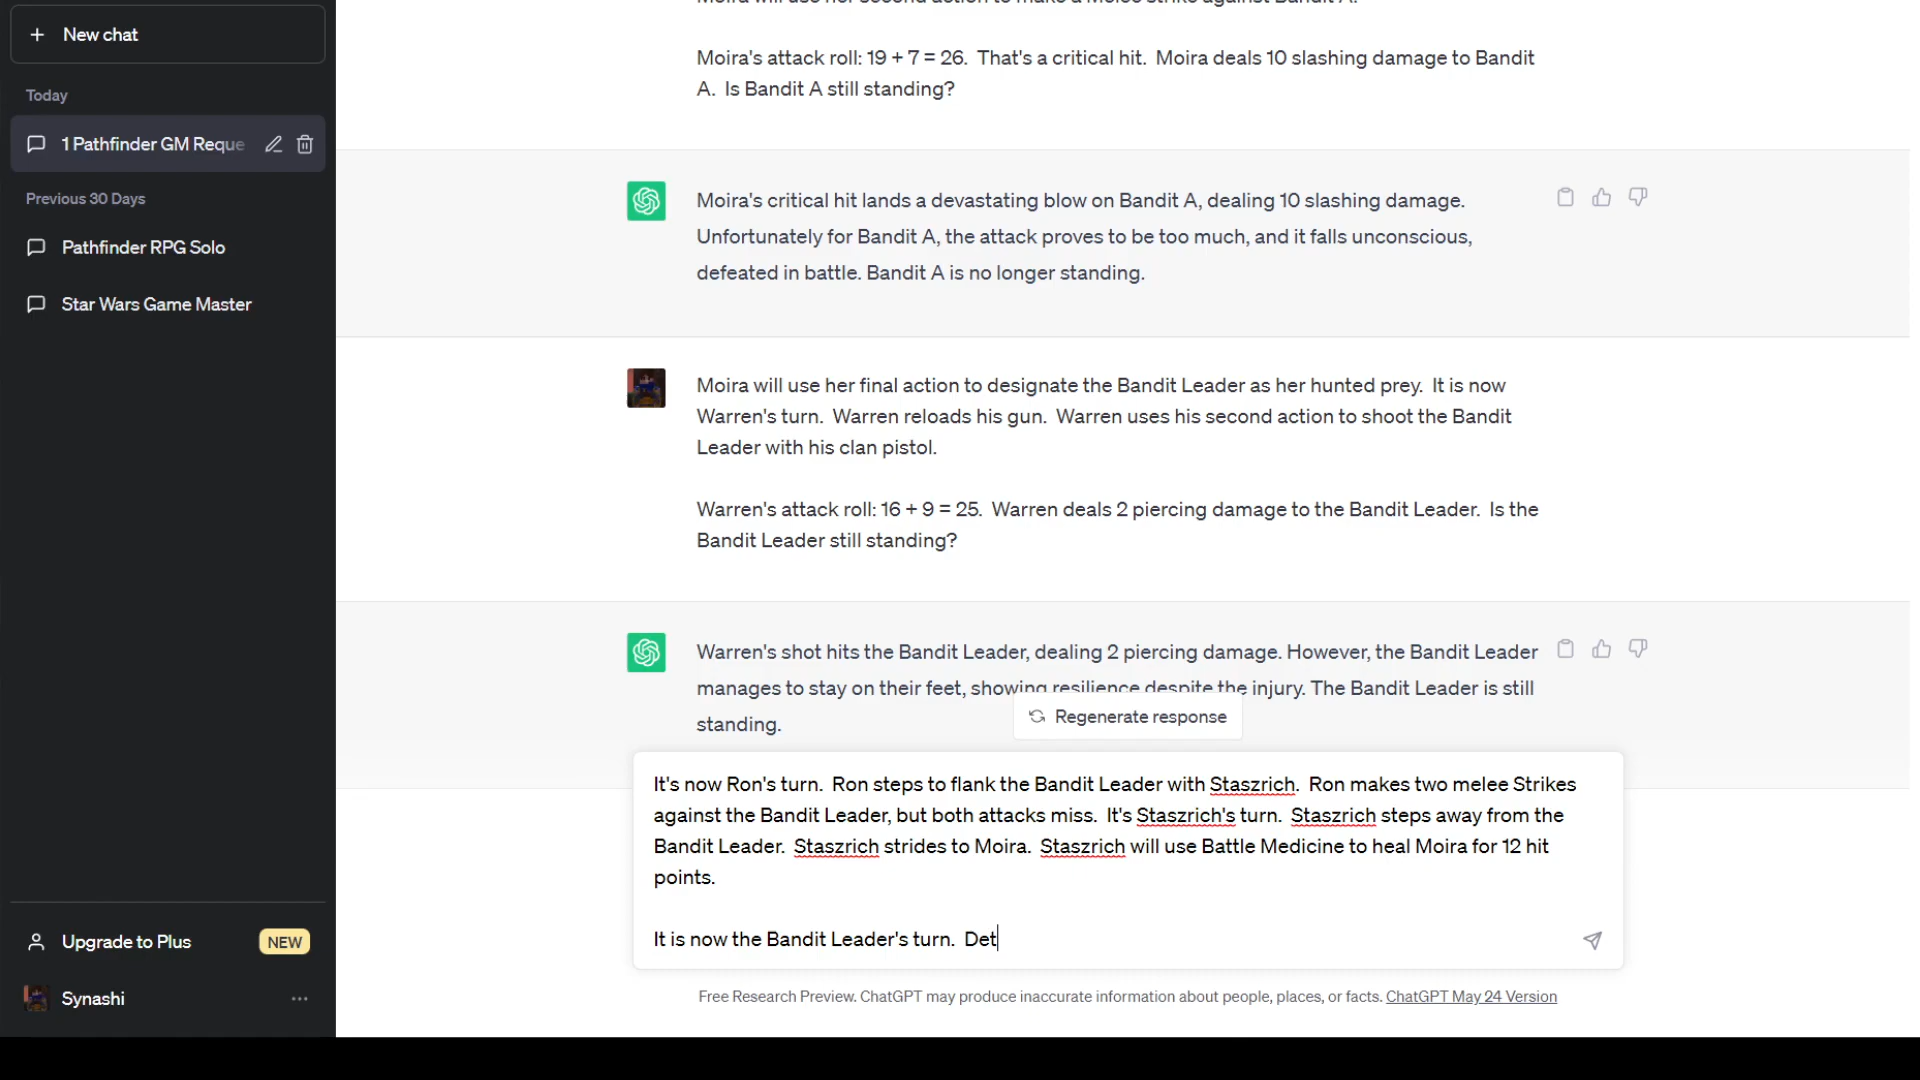 New chat
Today
1 Pathfinder GM Reque
Previous 30 Days
Pathfinder RPG Solo
Star Wars Game Master
Upgrade to Plus
NEW
Synashi
Moira will use her second action to make a Melee strike against Bandit A.
Moira's attack roll: 19 + 7 = 26.  That's a critical hit.  Moira deals 10 slashing damage to Bandit
A.  Is Bandit A still standing?
Moira's critical hit lands a devastating blow on Bandit A, dealing 10 slashing damage.
Unfortunately for Bandit A, the attack proves to be too much, and it falls unconscious,
defeated in battle. Bandit A is no longer standing.
Moira will use her final action to designate the Bandit Leader as her hunted prey.  It is now
Warren's turn.  Warren reloads his gun.  Warren uses his second action to shoot the Bandit
Leader with his clan pistol.
Warren's attack roll: 16 + 9 = 25.  Warren deals 2 piercing damage to the Bandit Leader.  Is the
Bandit Leader still standing?
Warren's shot hits the Bandit Leader, dealing 2 piercing damage. However, the Bandit Leader
manages to stay on their feet, showing resilience despite the injury. The Bandit Leader is still
standing.
Regenerate response
It's now Ron's turn.  Ron steps to flank the Bandit Leader with Staszrich.  Ron makes two melee Strikes
against the Bandit Leader, but both attacks miss.  It's Staszrich's turn.  Staszrich steps away from the
Bandit Leader.  Staszrich strides to Moira.  Staszrich will use Battle Medicine to heal Moira for 12 hit
points.
It is now the Bandit Leader's turn.  Det
Free Research Preview. ChatGPT may produce inaccurate information about people, places, or facts. ChatGPT May 24 Version